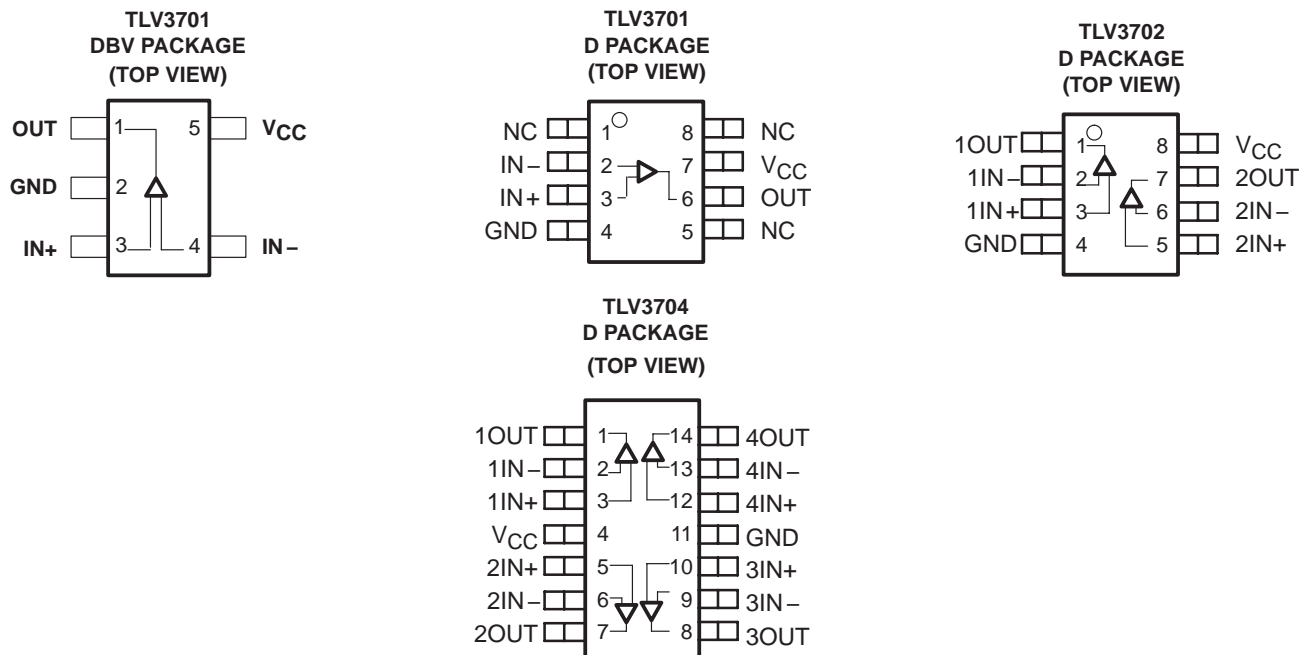 TLV3701
DBV PACKAGE
(TOP VIEW)
OUT 1 5 VCC
GND 2
IN+ 3 4 IN−
TLV3701
D PACKAGE
(TOP VIEW)
NC 1 8 NC
IN− 2 7 VCC
IN+ 3 6 OUT
GND 4 5 NC
TLV3702
D PACKAGE
(TOP VIEW)
1OUT 1 8 VCC
1IN− 2 7 2OUT
1IN+ 3 6 2IN−
GND 4 5 2IN+
TLV3704
D PACKAGE
(TOP VIEW)
1OUT 1 14 4OUT
1IN− 2 13 4IN−
1IN+ 3 12 4IN+
VCC 4 11 GND
2IN+ 5 10 3IN+
2IN− 6 9 3IN−
2OUT 7 8 3OUT